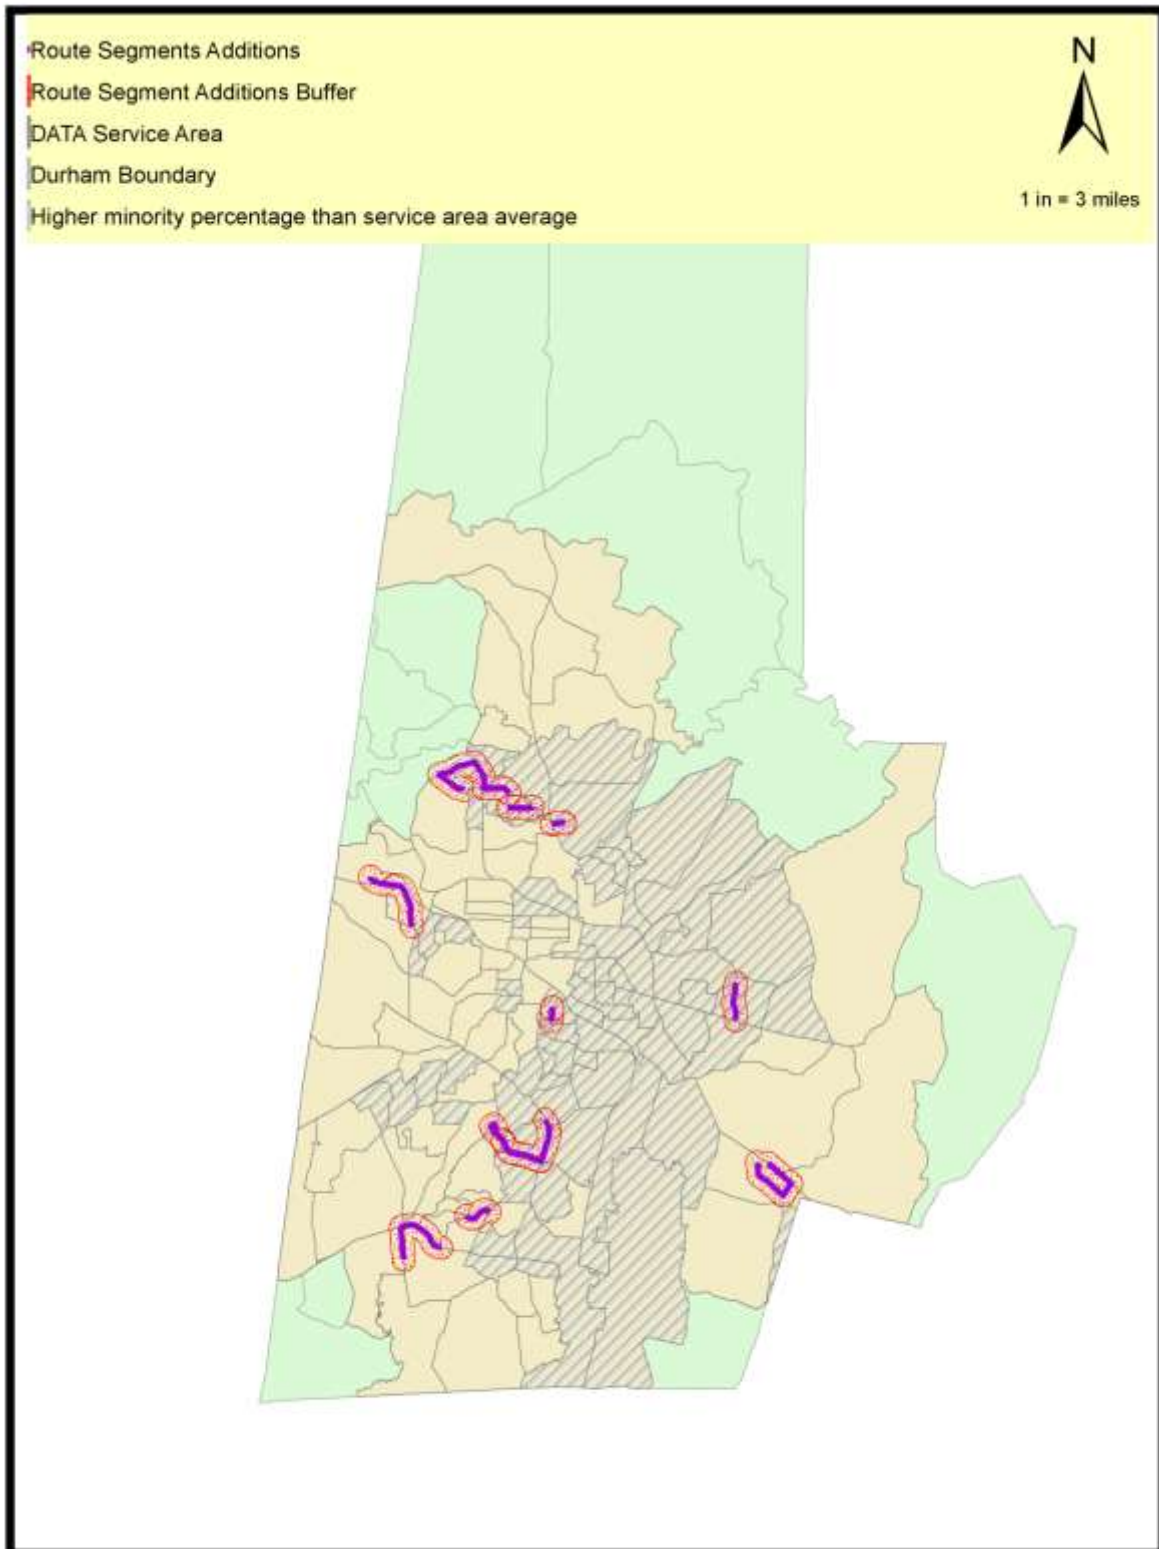 Route Segments Additions
Route Segment Additions Buffer
DATA Service Area
Durham Boundary
Higher minority percentage than service area average
N
1 in = 3 miles